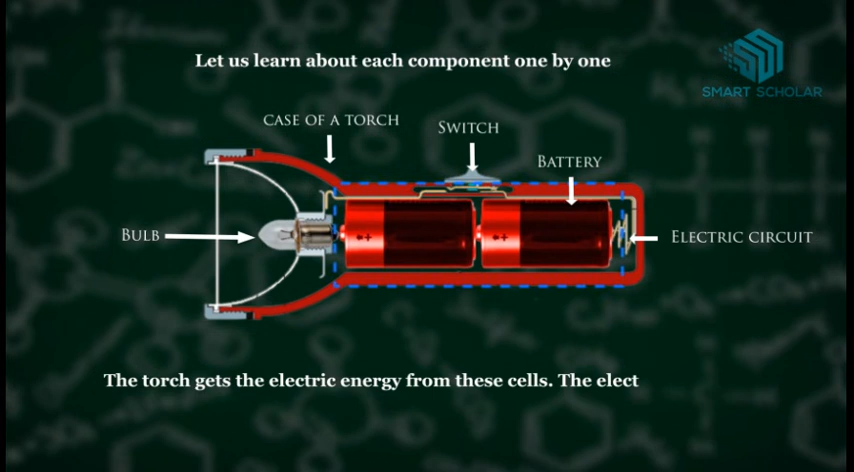 Let us learn about each component one by one
SMART SCHOLAR
CASE OF A TORCH
SWITCH
BATTERY
BULB
ELECTRIC CIRCUIT
The torch gets the electric energy from these cells. The elect